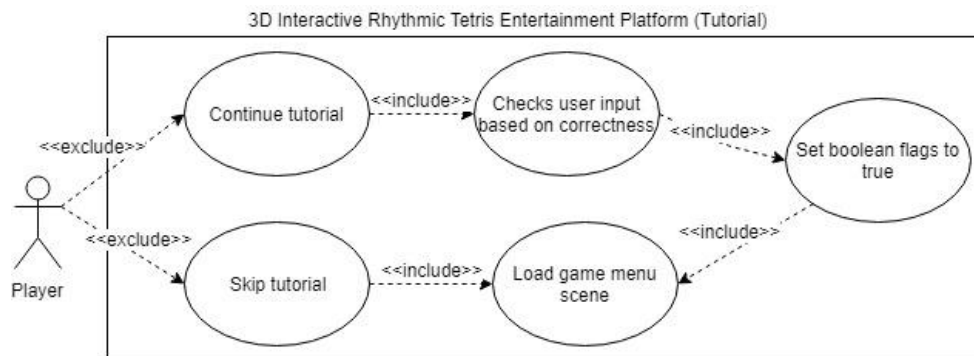 3D Interactive Rhythmic Tetris Entertainment Platform (Tutorial)
Continue tutorial
<<include>>
Checks user input
based on correctness
<<include>>
Set boolean flags to
true
<<exclude>>
<<exclude>>
<<include>>
Player
Skip tutorial
<<include>>
Load game menu
scene